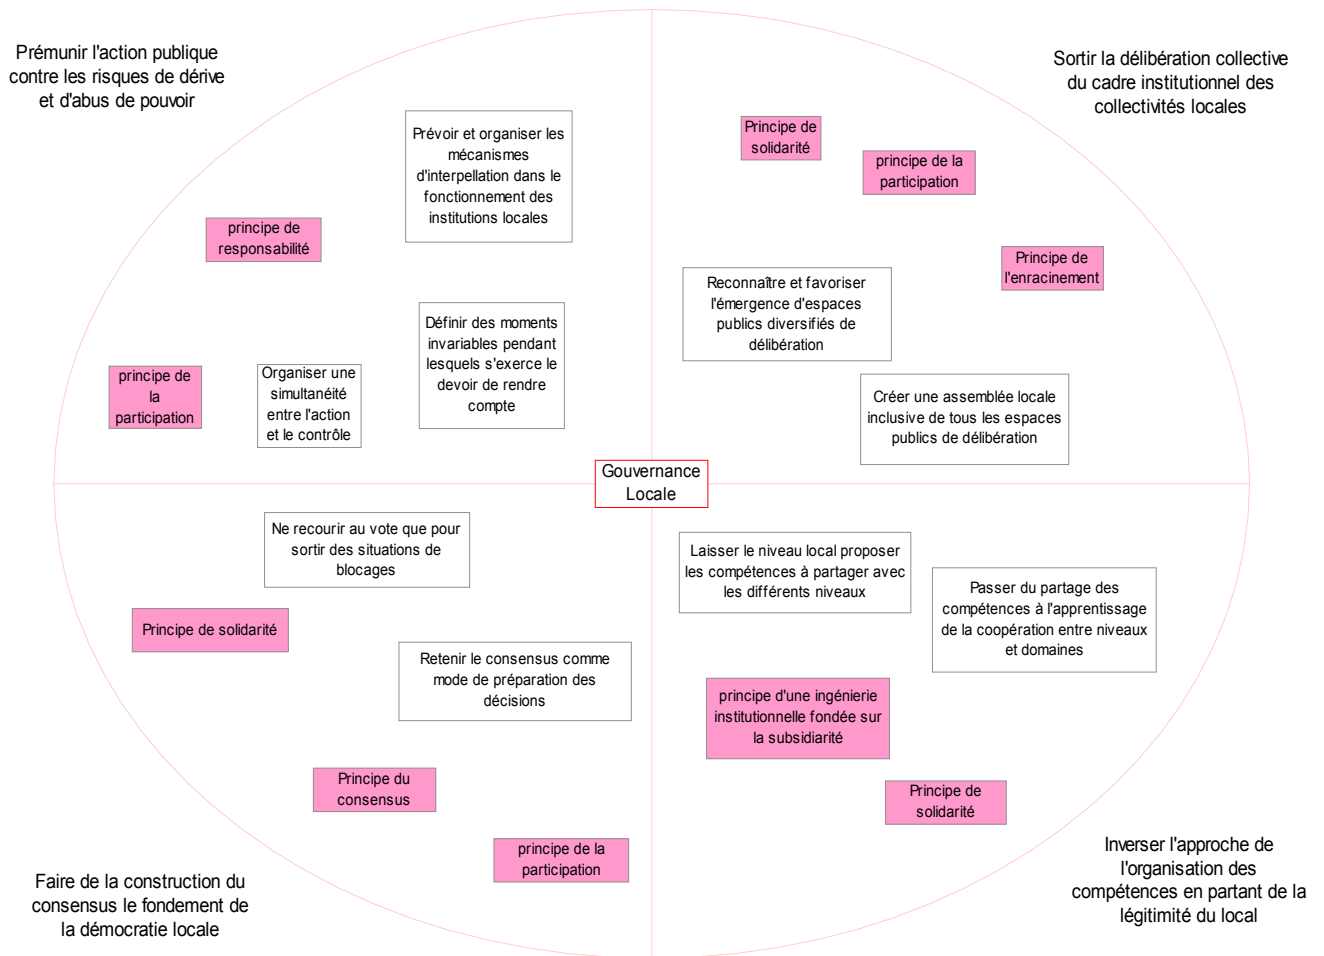 Prémunir l'action publique
contre les risques de dérive
et d'abus de pouvoir
Sortir la délibération collective
du cadre institutionnel des
collectivités locales
Prévoir et organiser les
mécanismes
d'interpellation dans le
fonctionnement des
institutions locales
Principe de
solidarité
principe de la
participation
principe de
responsabilité
Principe de
l'enracinement
Reconnaître et favoriser
l'émergence d'espaces
publics diversifiés de
délibération
Définir des moments
invariables pendant
lesquels s'exerce le
devoir de rendre
compte
principe de
la
participation
Organiser une
simultanéité
entre l'action
et le contrôle
Créer une assemblée locale
inclusive de tous les espaces
publics de délibération
Gouvernance
Locale
Ne recourir au vote que pour
sortir des situations de
blocages
Laisser le niveau local proposer
les compétences à partager avec
les différents niveaux
Passer du partage des
compétences à l'apprentissage
de la coopération entre niveaux
et domaines
Principe de solidarité
Retenir le consensus comme
mode de préparation des
décisions
principe d'une ingénierie
institutionnelle fondée sur
la subsidiarité
Principe du
consensus
Principe de
solidarité
principe de la
participation
Faire de la construction du
consensus le fondement de
la démocratie locale
Inverser l'approche de
l'organisation des
compétences en partant de la
légitimité du local